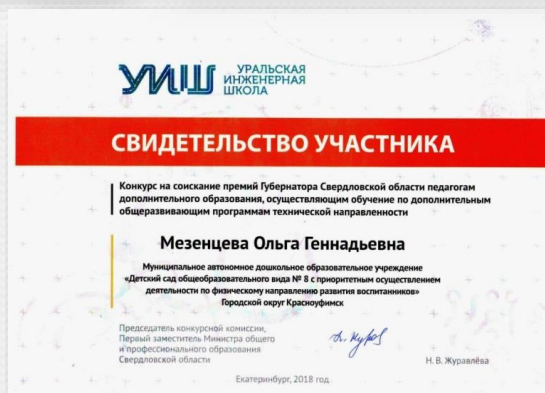 УИШ
УРАЛЬСКАЯ
ИНЖЕНЕРНАЯ
ШКОЛА
СВИДЕТЕЛЬСТВО УЧАСТНИКА
Конкурс на соискание премий Губернатора Свердловской области педагогам
дополнительного образования, осуществляющим обучение по дополнительным
общеразвивающим программам технической направленности
Мезенцева Ольга Геннадьевна
Муниципальное автономное дошкольное образовательное учреждение
«Детский сад общеобразовательного вида № 8 с приоритетным осуществлением
деятельности по физическому направлению развития воспитанников»
Городской округ Красноуфимск
Председатель конкурсной комиссии,
Первый заместитель Министра общего
и профессионального образования
Свердловской области
Н. В. Журавлёва
Екатеринбург, 2018 год